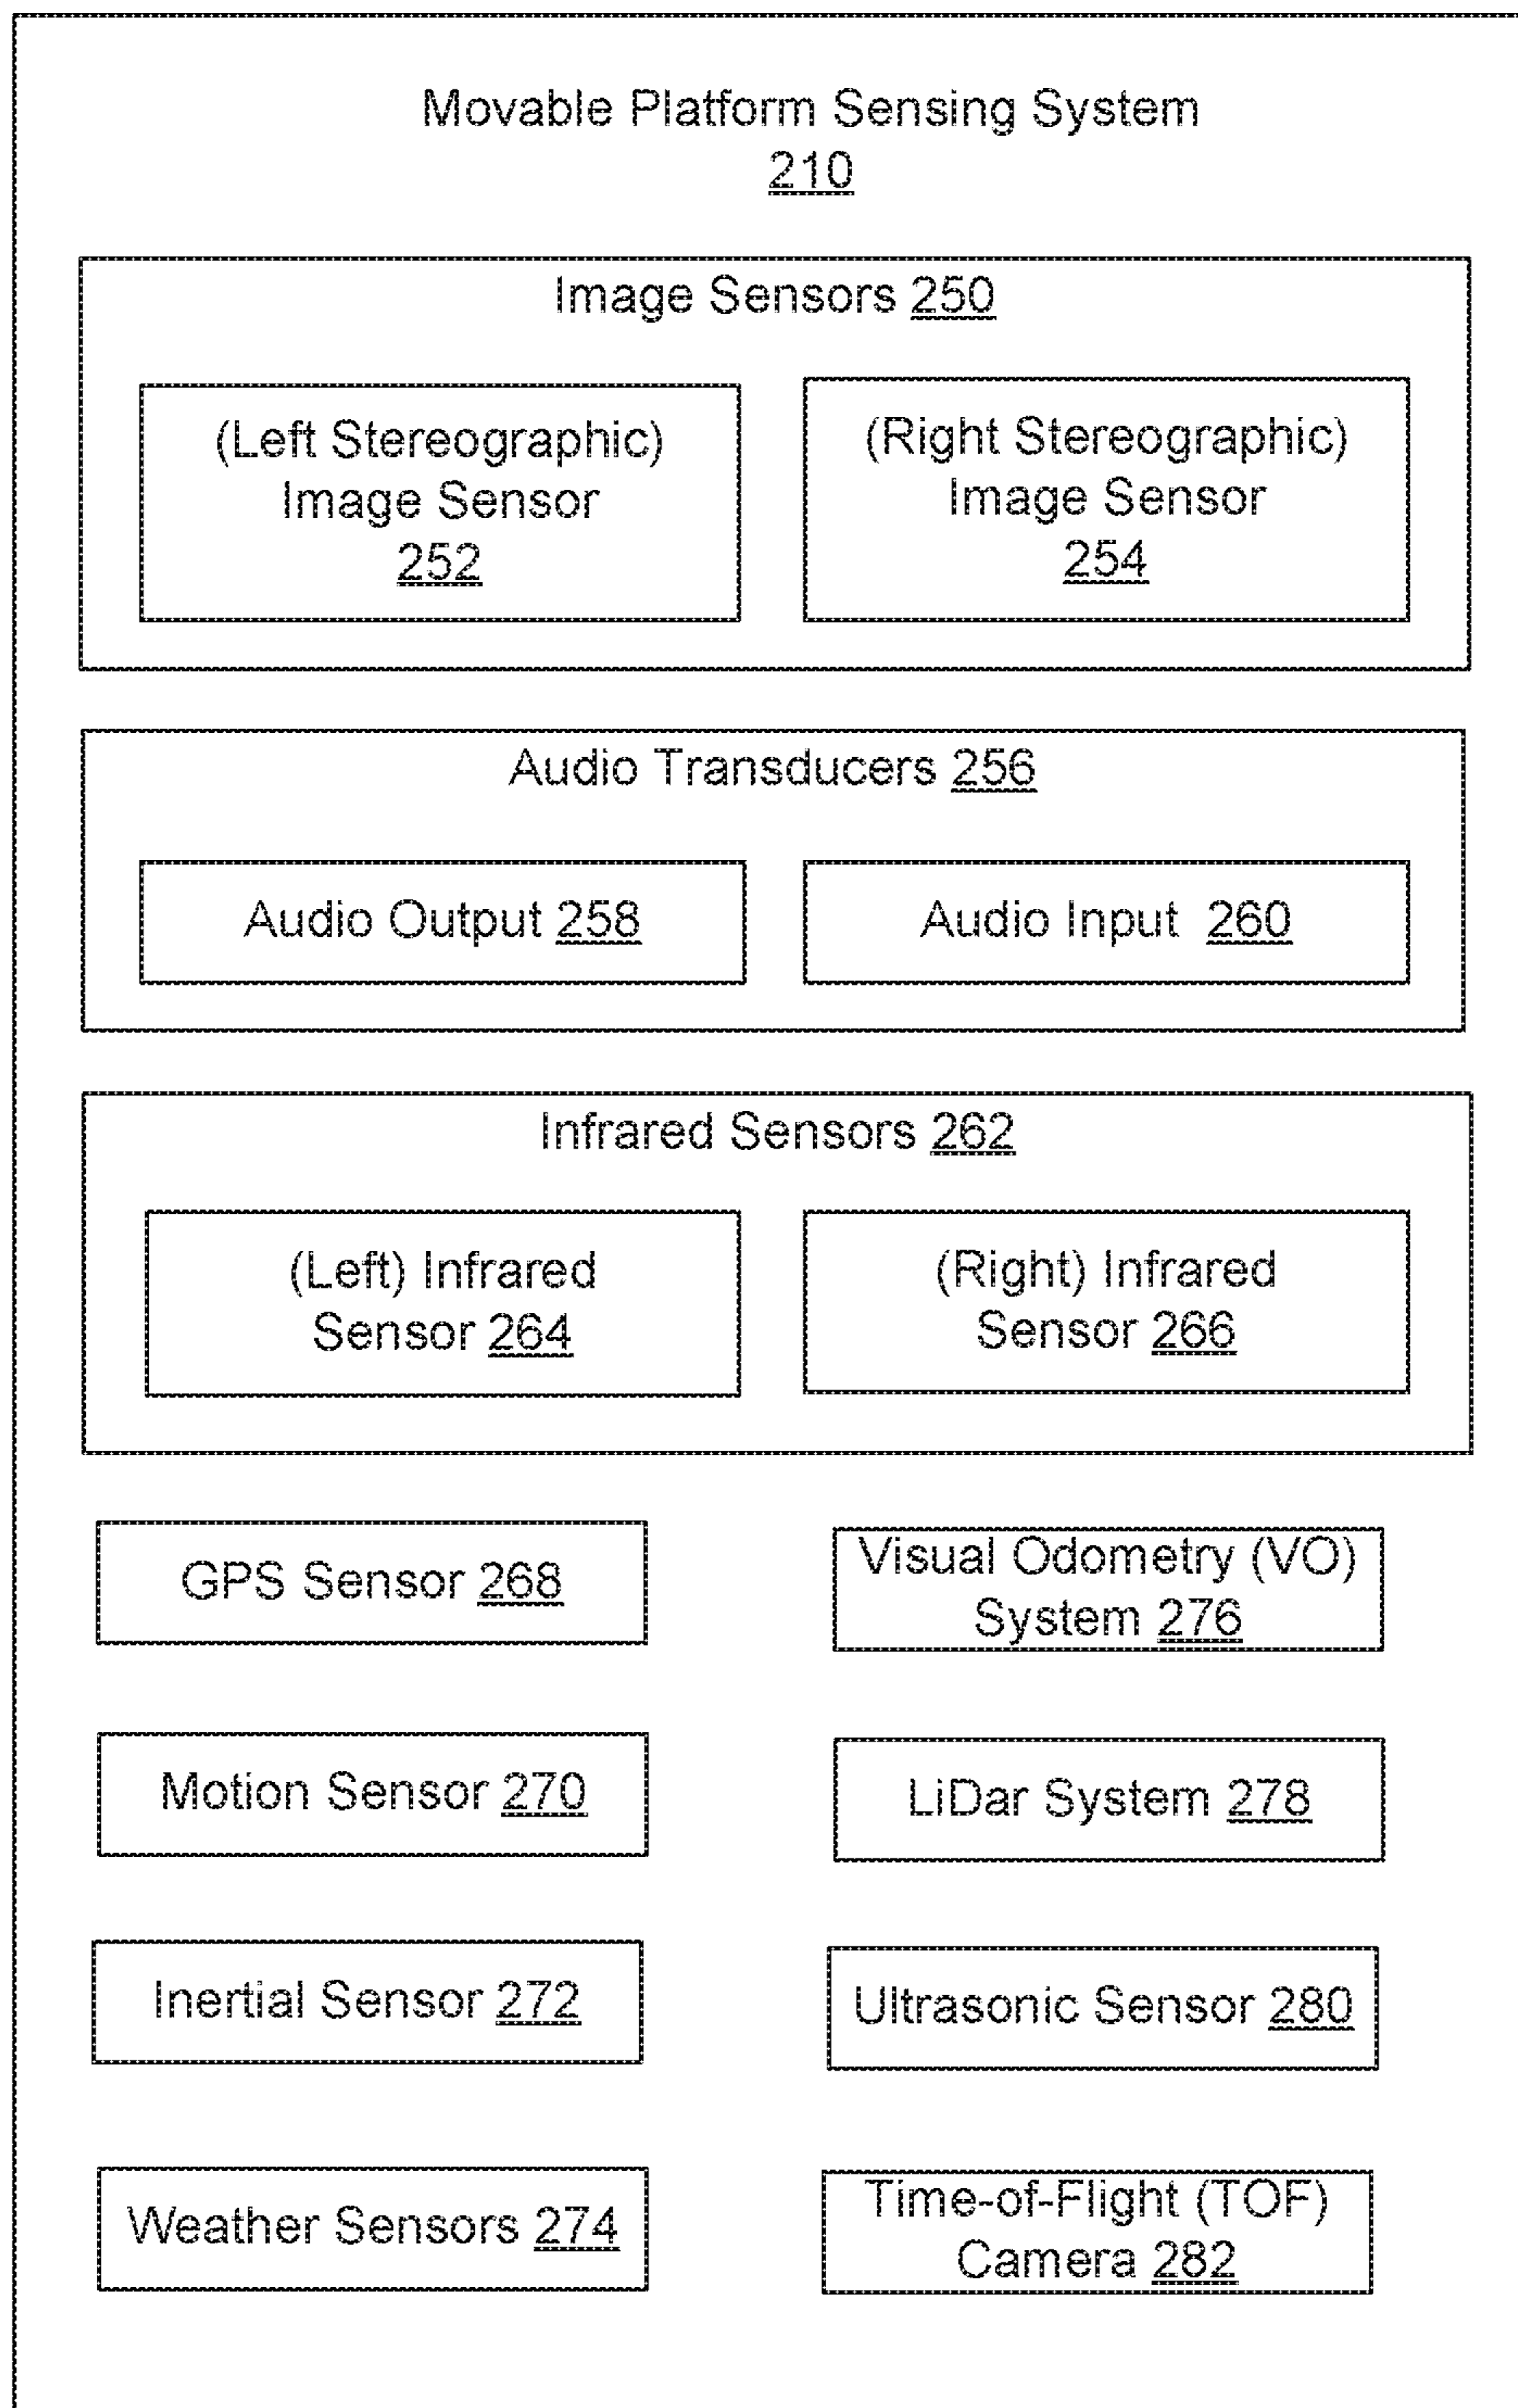 Movable Platform Sensing System
210
Image Sensors 250
(Left Stereographic)
Image Sensor
252
(Right Stereographic)
Image Sensor
254
Audio Transducers 256
Audio Output 258
Audio Input 260
Infrared Sensors 262
(Left) Infrared
Sensor 264
(Right) Infrared
Sensor 266
GPS Sensor 268
Visual Odometry (VO)
System 276
Motion Sensor 270
LiDar System 278
Inertial Sensor 272
Ultrasonic Sensor 280
Weather Sensors 274
Time-of-Flight (TOF)
Camera 282